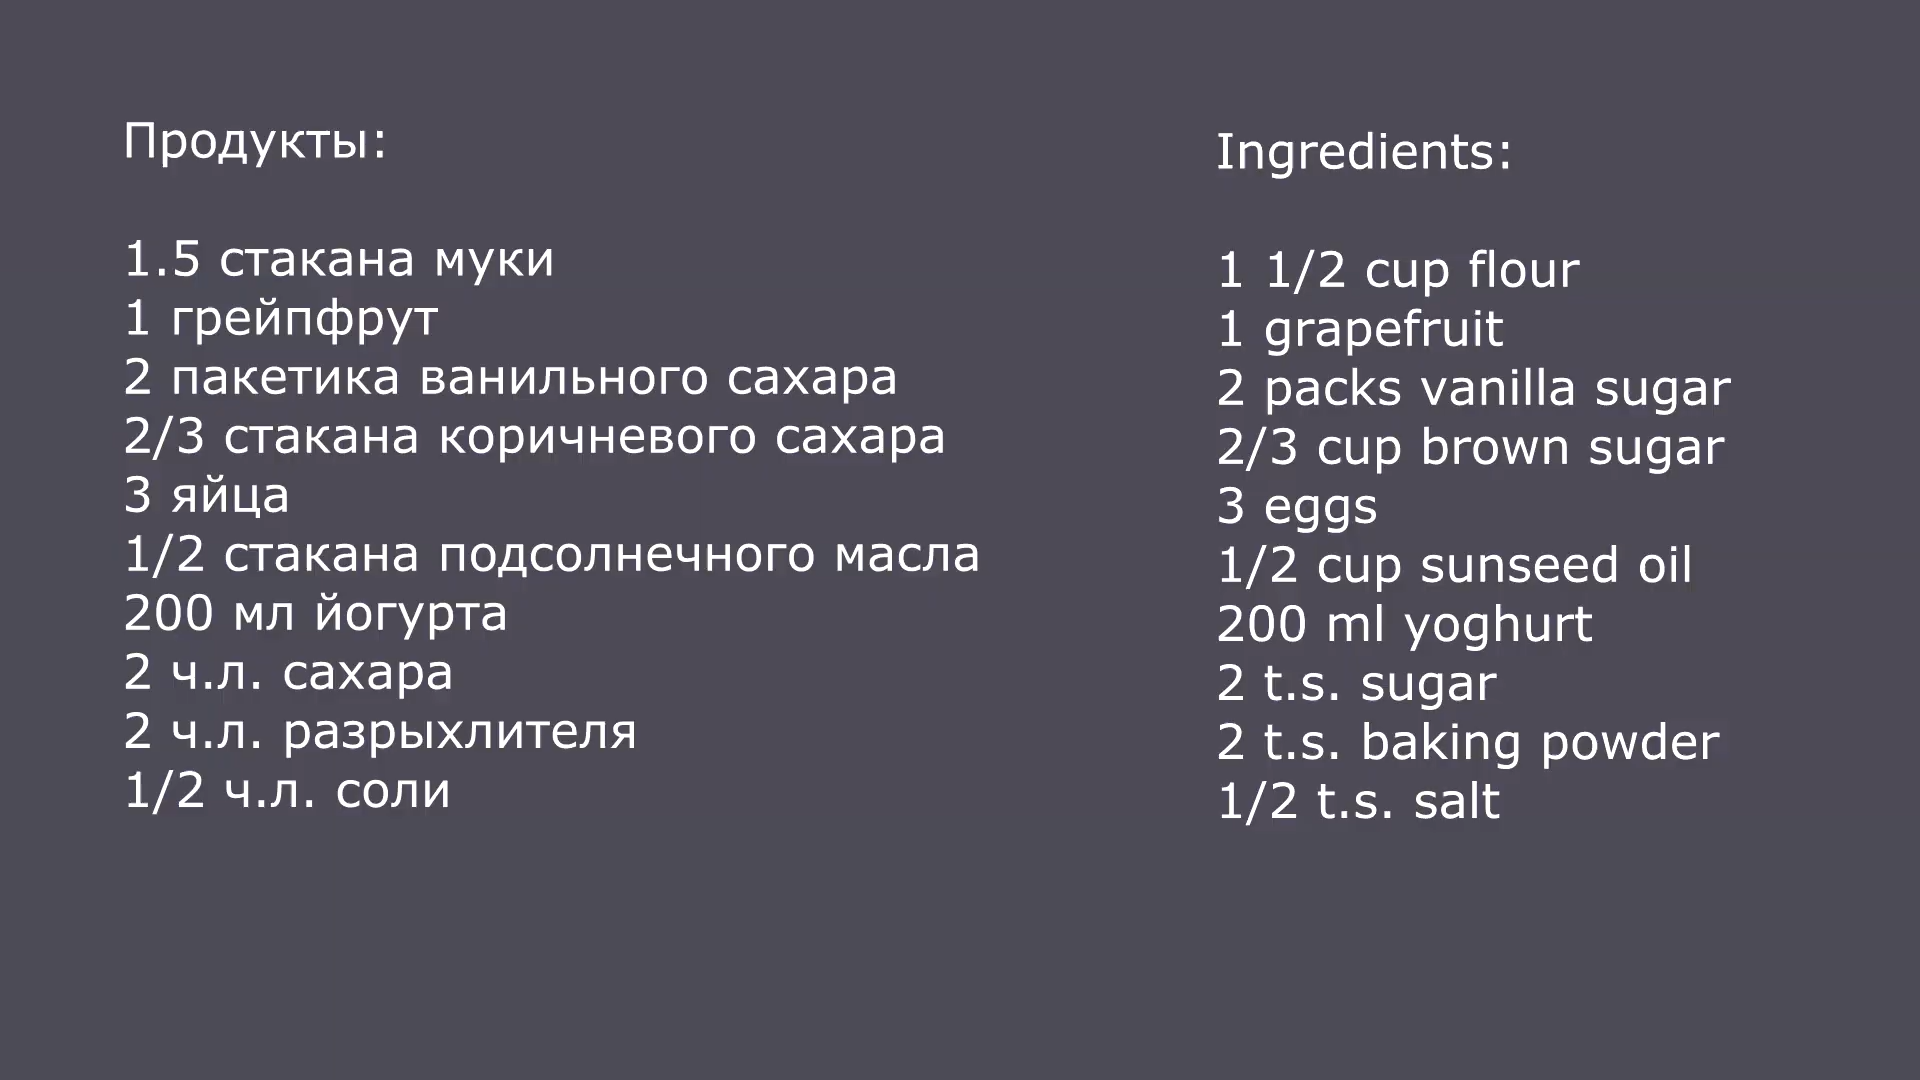 Продукты:
1.5 стакана муки
1 грейпфрут
2 пакетика ванильного сахара
2/3 стакана коричневого сахара
3 яйца
1/2 стакана подсолнечного масла
200 мл йогурта
2 ч.л. сахара
2 ч.л. разрыхлителя
1/2 ч.л. соли
Ingredients:
1 1/2 cup flour
1 grapefruit
2 packs vanilla sugar
2/3 cup brown sugar
3 eggs
1/2 cup sunseed oil
200 ml yoghurt
2 t.s. sugar
2 t.s. baking powder
1/2 t.s. salt